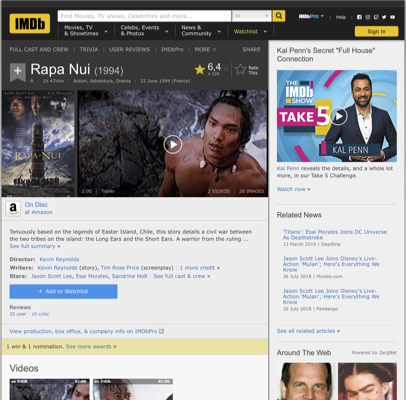 IMDb
Find Movies, TV shows, Celebrities and more...
All
Movies, TV & Showtimes
Celebs, Events & Photos
News & Community
Watchlist
IMDbPro
Help
Sign in
FULL CAST AND CREW | TRIVIA | USER REVIEWS | IMDbPro | MORE
SHARE
Rapa Nui (1994)
6,4
Rate This
1h 47min | Action, Adventure, Drama | 22 June 1994 (France)
RAPA NUI
2:00 | Trailer
2 VIDEOS | 26 IMAGES
On Disc
at Amazon
Tenuously based on the legends of Easter Island, Chile, this story details a civil war between
the two tribes on the island: the Long Ears and the Short Ears. A warrior from the ruling ...
See full summary »
Director: Kevin Reynolds
Writers: Kevin Reynolds (story), Tim Rose Price (screenplay) | 1 more credit »
Stars: Jason Scott Lee, Esai Morales, Sandrine Holt | See full cast & crew »
+ Add to Watchlist
Reviews
25 user | 10 critic
View production, box office, & company info on IMDbPro
1 win & 1 nomination. See more awards »
Videos
Kal Penn's Secret "Full House"
Connection
THE IMDb SHOW
TAKE 5
KAL PENN
Kal Penn reveals the details, and a whole lot
more, in our Take 5 Challenge.
Watch now »
Related News
'Titans': Esai Morales Joins DC Universe
As Deathstroke
13 March 2019 | Deadline
Jason Scott Lee Joins Disney's Live-
Action 'Mulan'; Here's Everything We
Know
26 July 2018 | Movies.com
Jason Scott Lee Joins Disney's Live-
Action 'Mulan'; Here's Everything We
Know
26 July 2018 | Fandango
See all related articles »
Around The Web
Powered by ZergNet